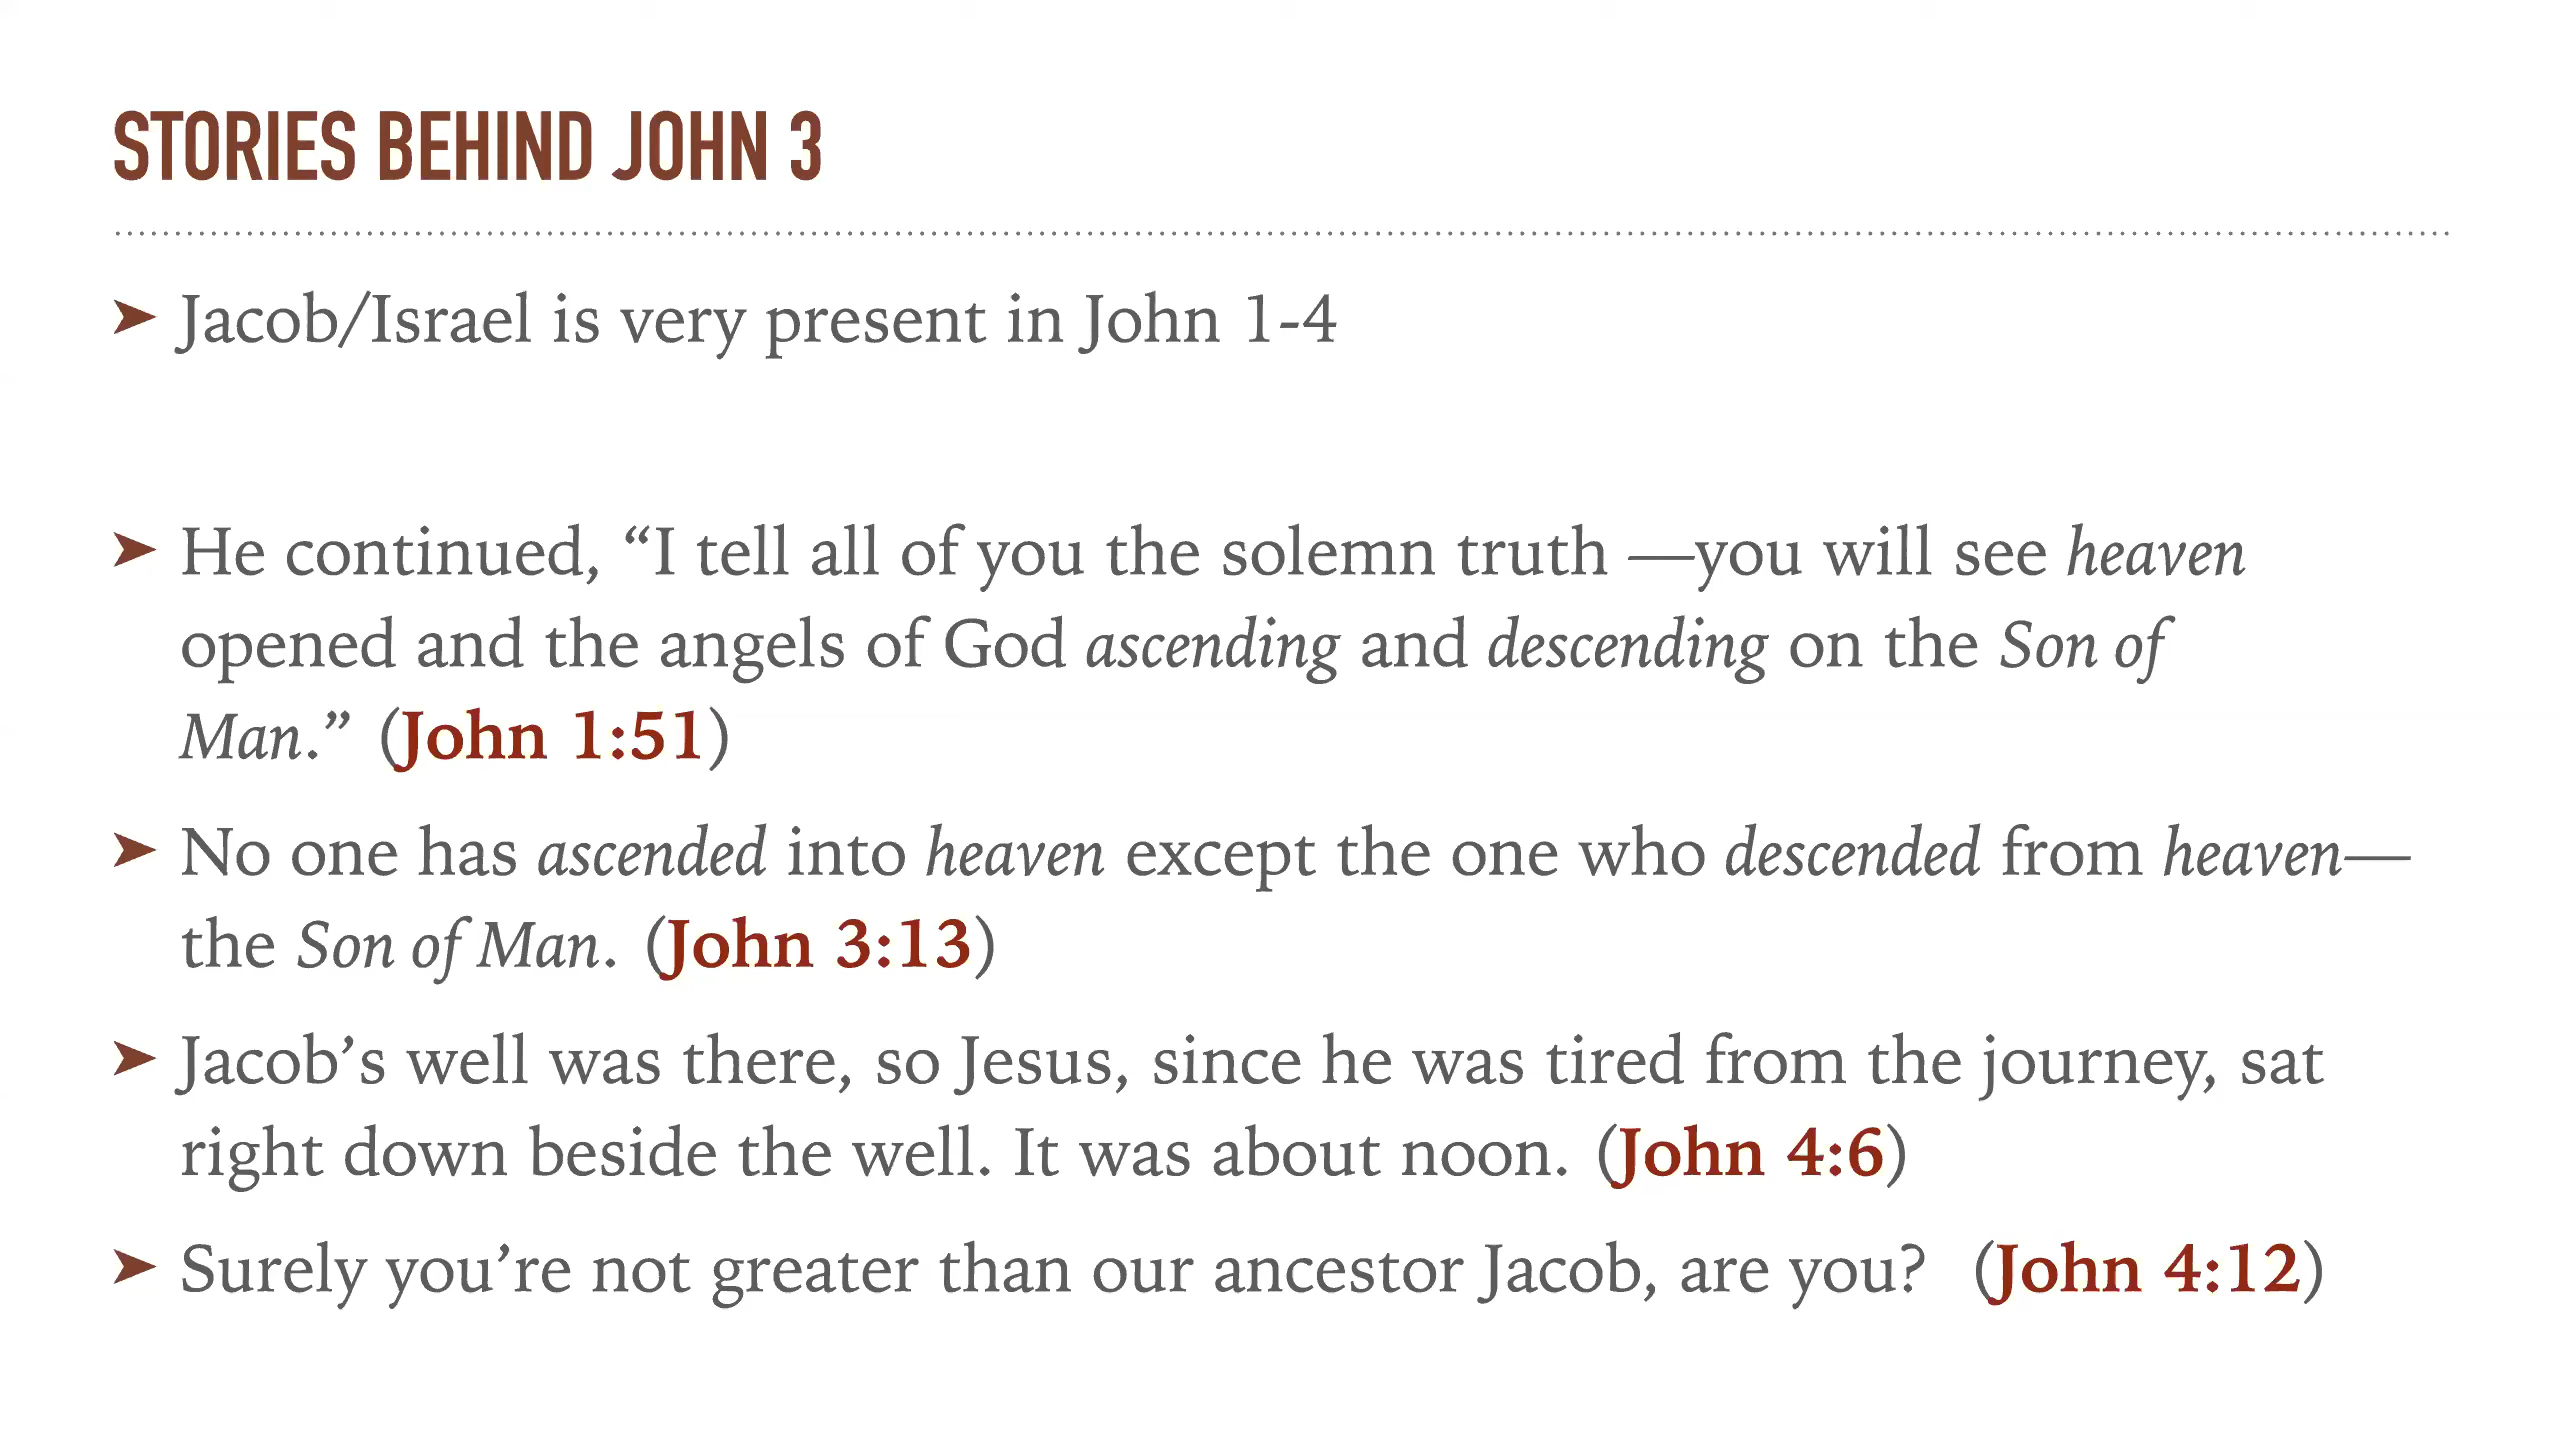 STORIES BEHIND JOHN 3
➤ Jacob/Israel is very present in John 1-4
➤ He continued, “I tell all of you the solemn truth —you will see heaven
opened and the angels of God ascending and descending on the Son of
Man.” (John 1:51)
➤ No one has ascended into heaven except the one who descended from heaven—
the Son of Man. (John 3:13)
➤ Jacob’s well was there, so Jesus, since he was tired from the journey, sat
right down beside the well. It was about noon. (John 4:6)
➤ Surely you’re not greater than our ancestor Jacob, are you? (John 4:12)